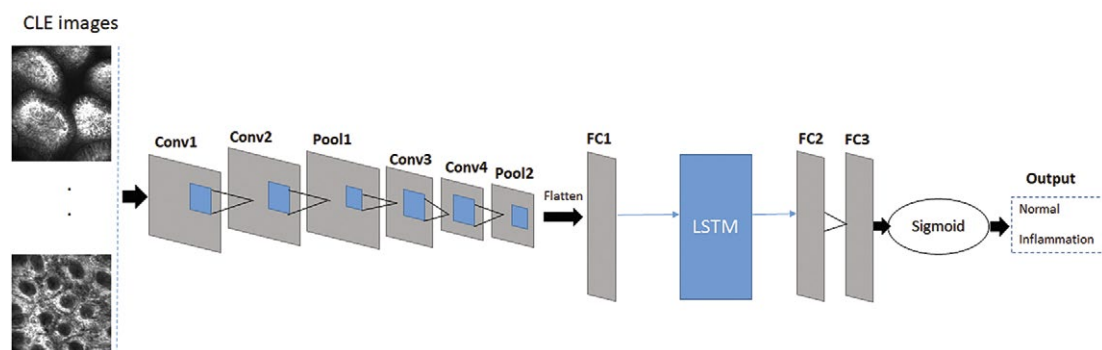 CLE images
Conv1
Conv2
Pool1
Conv3
Conv4
Pool2
Flatten
FC1
LSTM
FC2
FC3
Sigmoid
Output
Normal
Inflammation